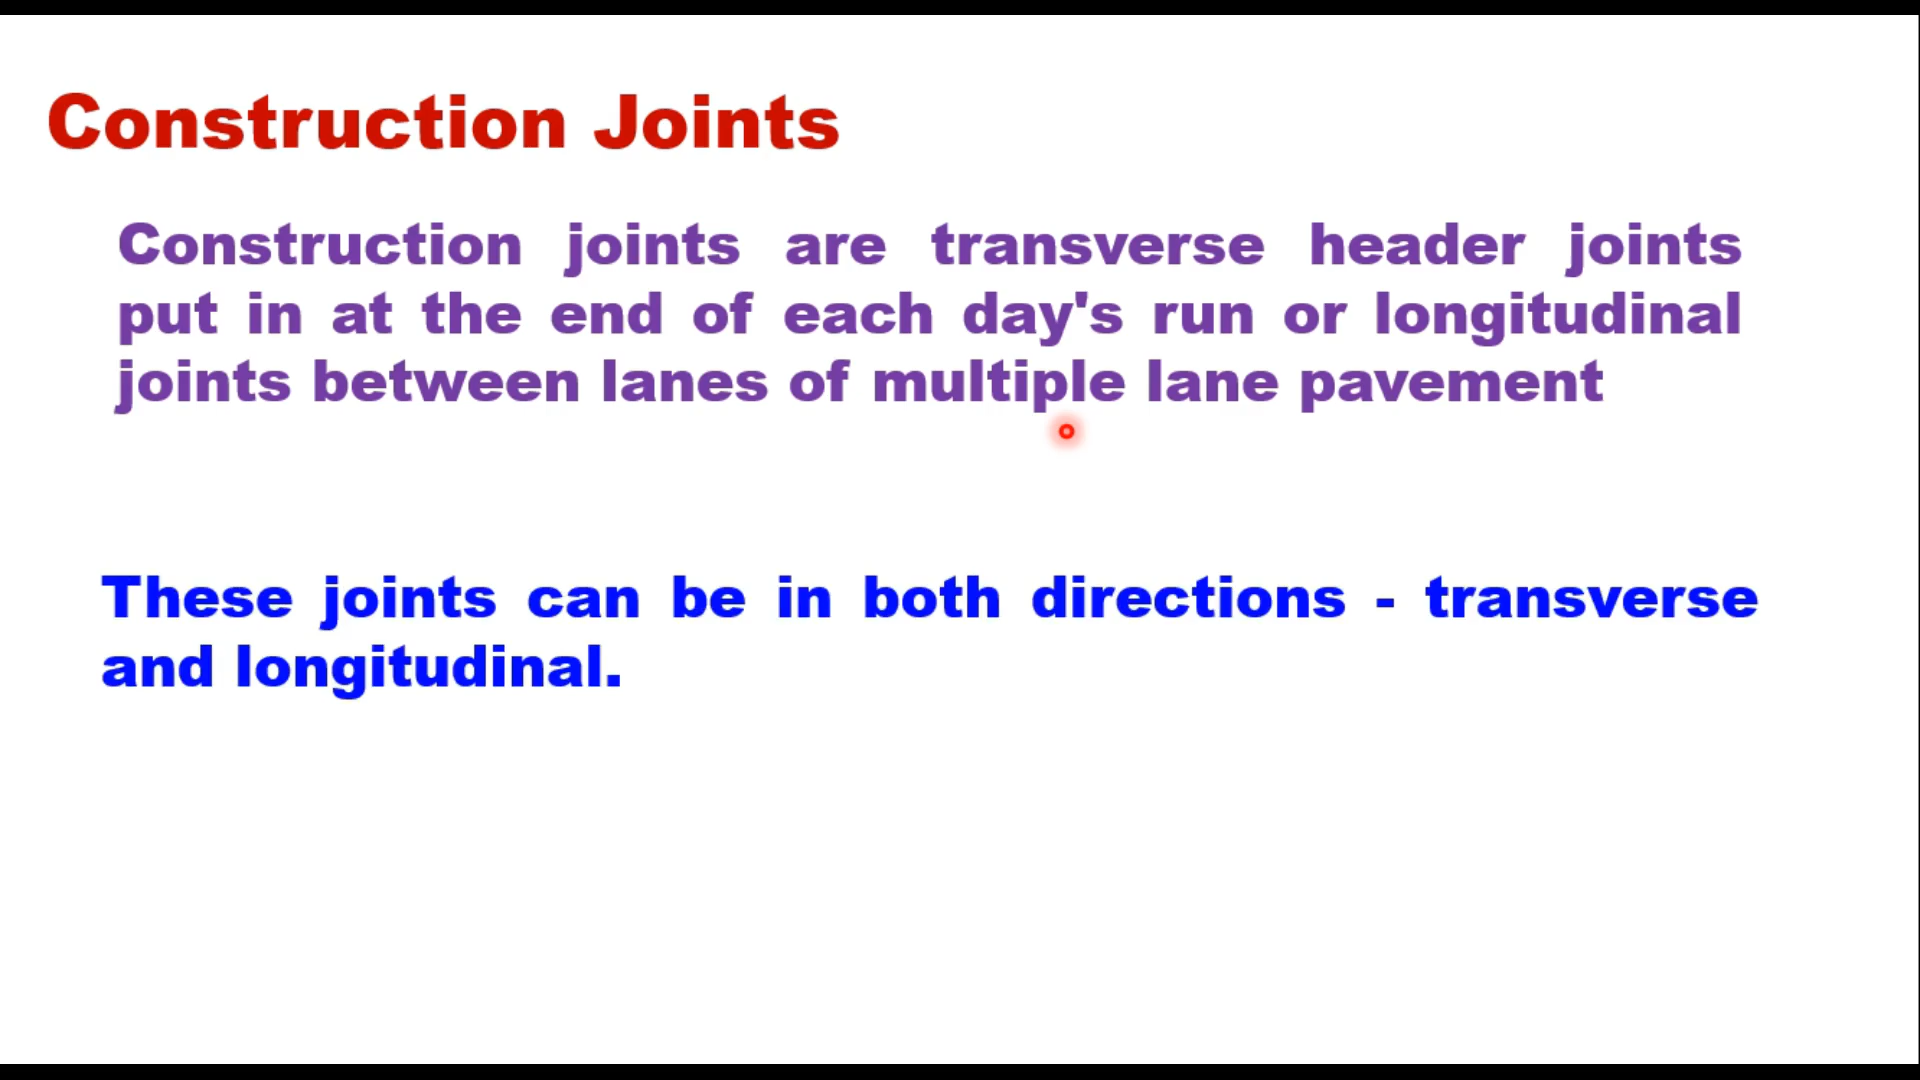 Construction Joints
Construction joints are transverse header joints
put in at the end of each day's run or longitudinal
joints between lanes of multiple lane pavement
These joints can be in both directions - transverse
and longitudinal.